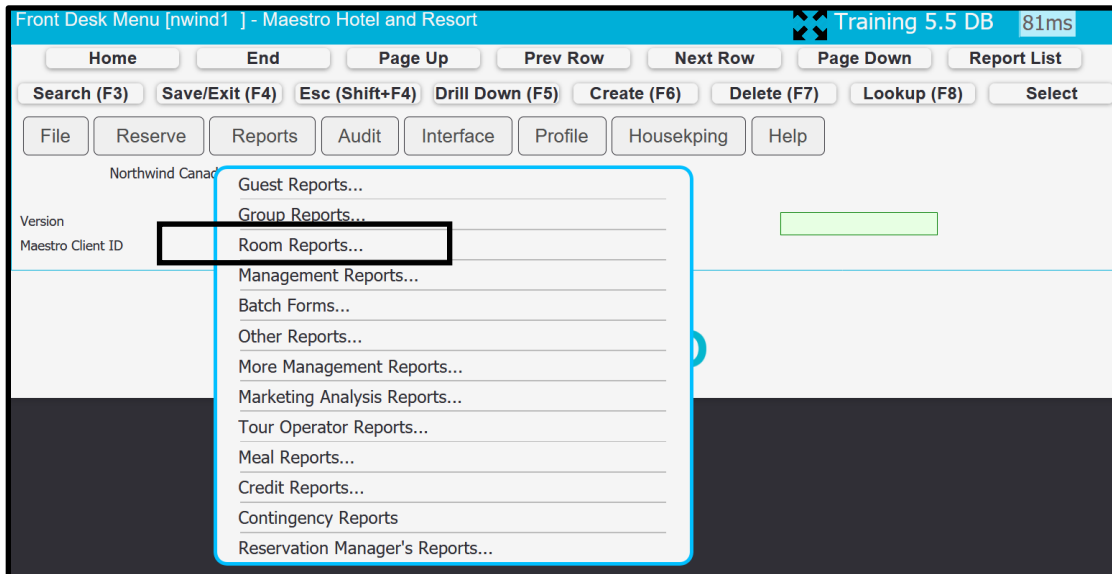 Front Desk Menu [nwind1 ] - Maestro Hotel and Resort Training 5.5 DB 81ms
Home End Page Up Prev Row Next Row Page Down Report List
Search (F3) Save/Exit (F4) Esc (Shift+F4) Drill Down (F5) Create (F6) Delete (F7) Lookup (F8) Select
File Reserve Reports Audit Interface Profile Housekping Help
Northwind
Guest Reports...
Group Reports...
Version
Room Reports...
Maestro Client ID
Management Reports...
Batch Forms...
Other Reports...
More Management Reports...
Marketing Analysis Reports...
Tour Operator Reports...
Meal Reports...
Credit Reports...
Contingency Reports
Reservation Manager's Reports...